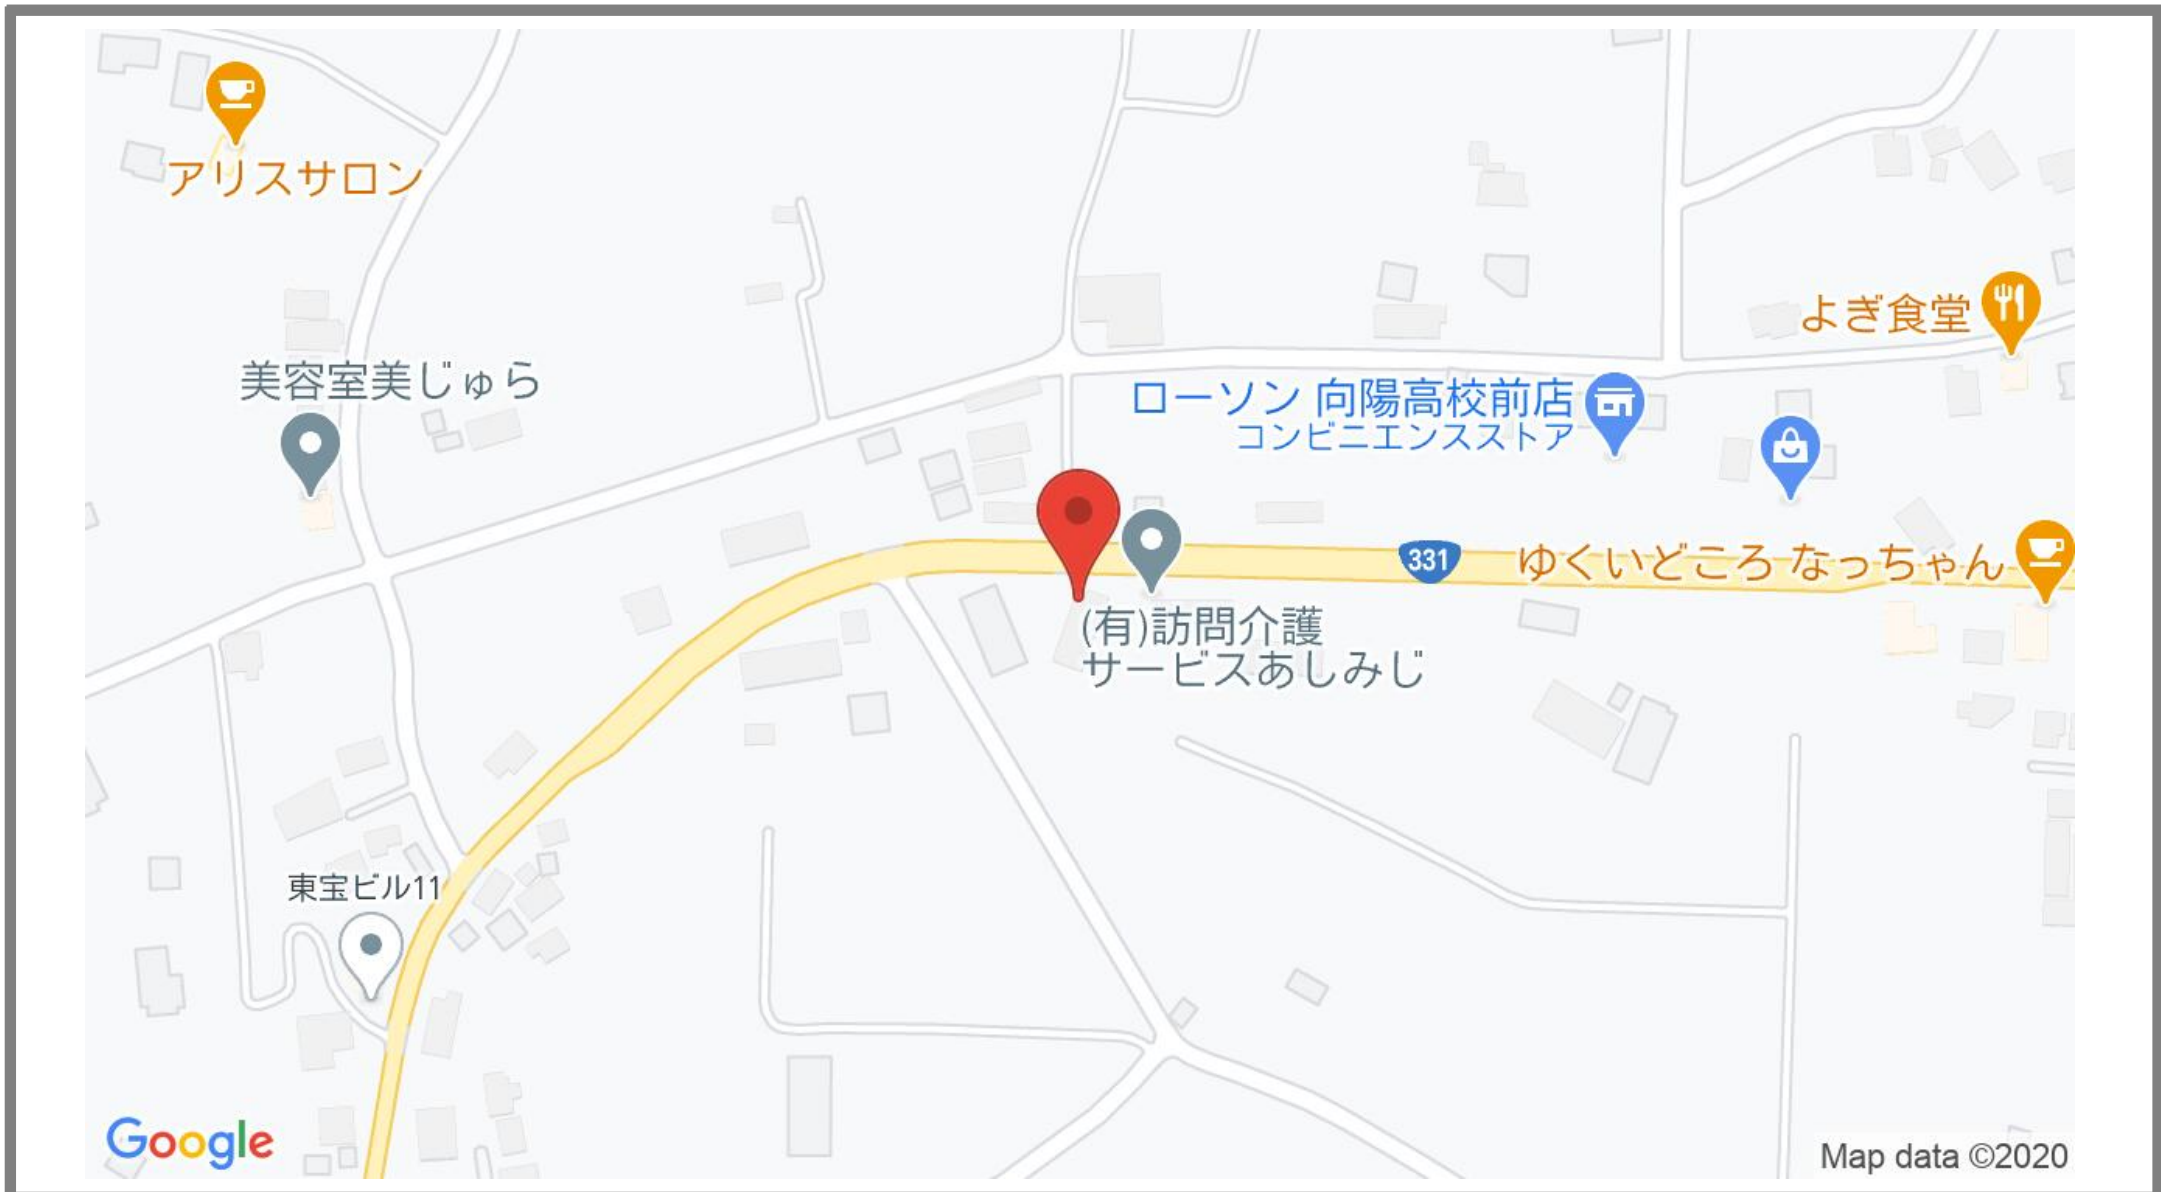 アリスサロン
よぎ食堂
美容室美じゅら
ローソン 向陽高校前店
コンビニエンスストア
331
ゆくいどころ なっちゃん
(有)訪問介護
サービスあしみじ
東宝ビル11
Google
Map data ©2020